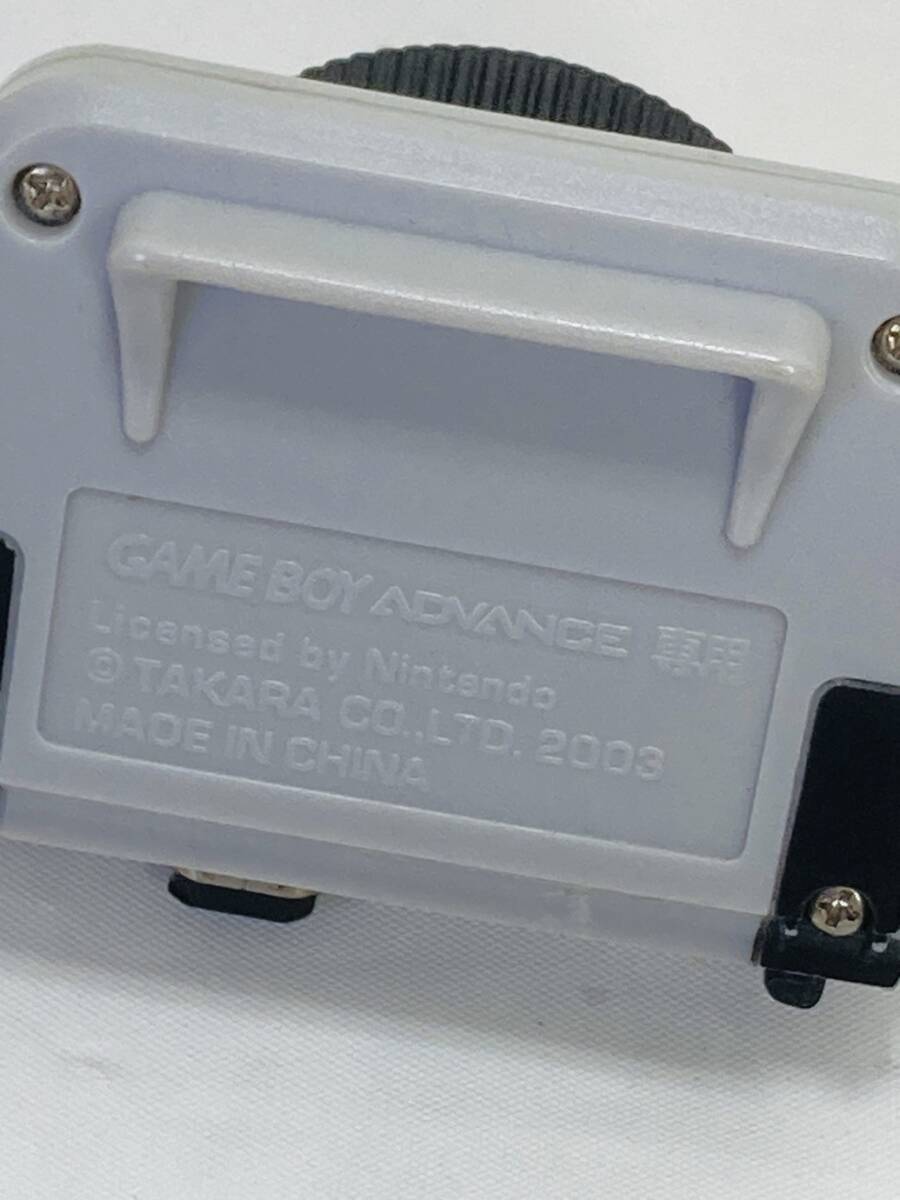 GAME BOY ADVANCE 専用
Licensed by Nintendo
©TAKARA CO.,LTD. 2003
MADE IN CHINA